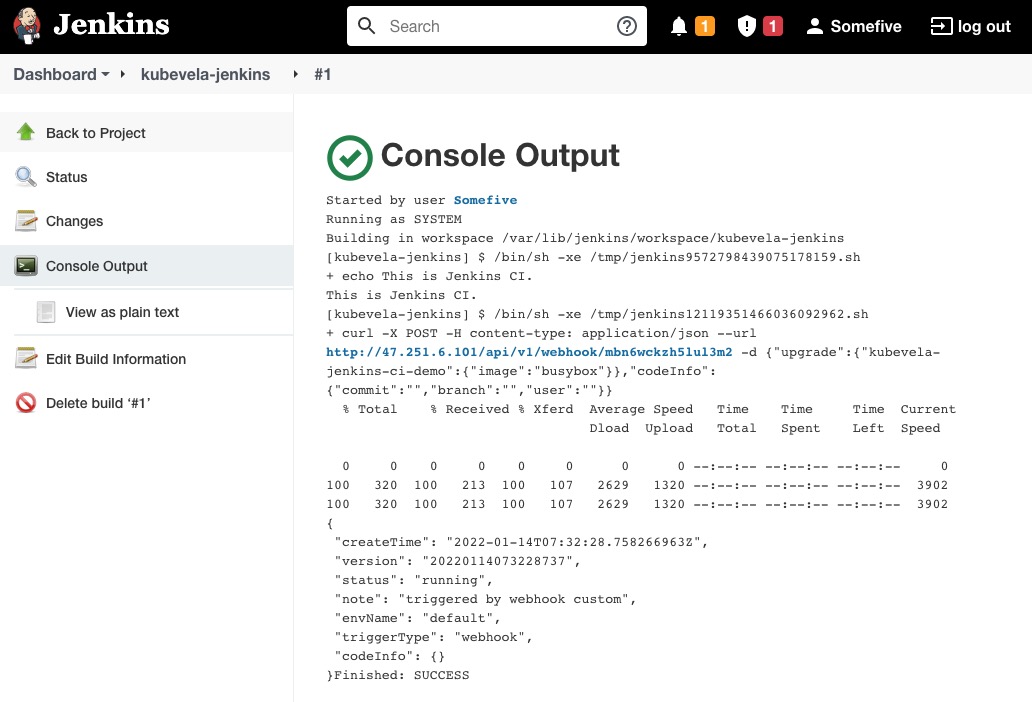 Jenkins
Search
1
1
Somefive
log out
Dashboard
kubevela-jenkins
#1
Back to Project
Status
Changes
Console Output
View as plain text
Edit Build Information
Delete build ‘#1’
Console Output
Started by user Somefive
Running as SYSTEM
Building in workspace /var/lib/jenkins/workspace/kubevela-jenkins
[kubevela-jenkins] $ /bin/sh -xe /tmp/jenkins9572798439075178159.sh
+ echo This is Jenkins CI.
This is Jenkins CI.
[kubevela-jenkins] $ /bin/sh -xe /tmp/jenkins12119351466036092962.sh
+ curl -X POST -H content-type: application/json --url
http://47.251.6.101/api/v1/webhook/mbn6wckzh5lul3m2 -d {"upgrade":{"kubevela-
jenkins-ci-demo":{"image":"busybox"}},"codeInfo":
{"commit":"","branch":"","user":""}}
% Total % Received % Xferd Average Speed Time Time Time Current
Dload Upload Total Spent Left Speed
0 0 0 0 0 0 0 0 --:--:-- --:--:-- --:--:-- 0
100 320 100 213 100 107 2629 1320 --:--:-- --:--:-- --:--:-- 3902
100 320 100 213 100 107 2629 1320 --:--:-- --:--:-- --:--:-- 3902
{
"createTime": "2022-01-14T07:32:28.758266963Z",
"version": "20220114073228737",
"status": "running",
"note": "triggered by webhook custom",
"envName": "default",
"triggerType": "webhook",
"codeInfo": {}
}Finished: SUCCESS